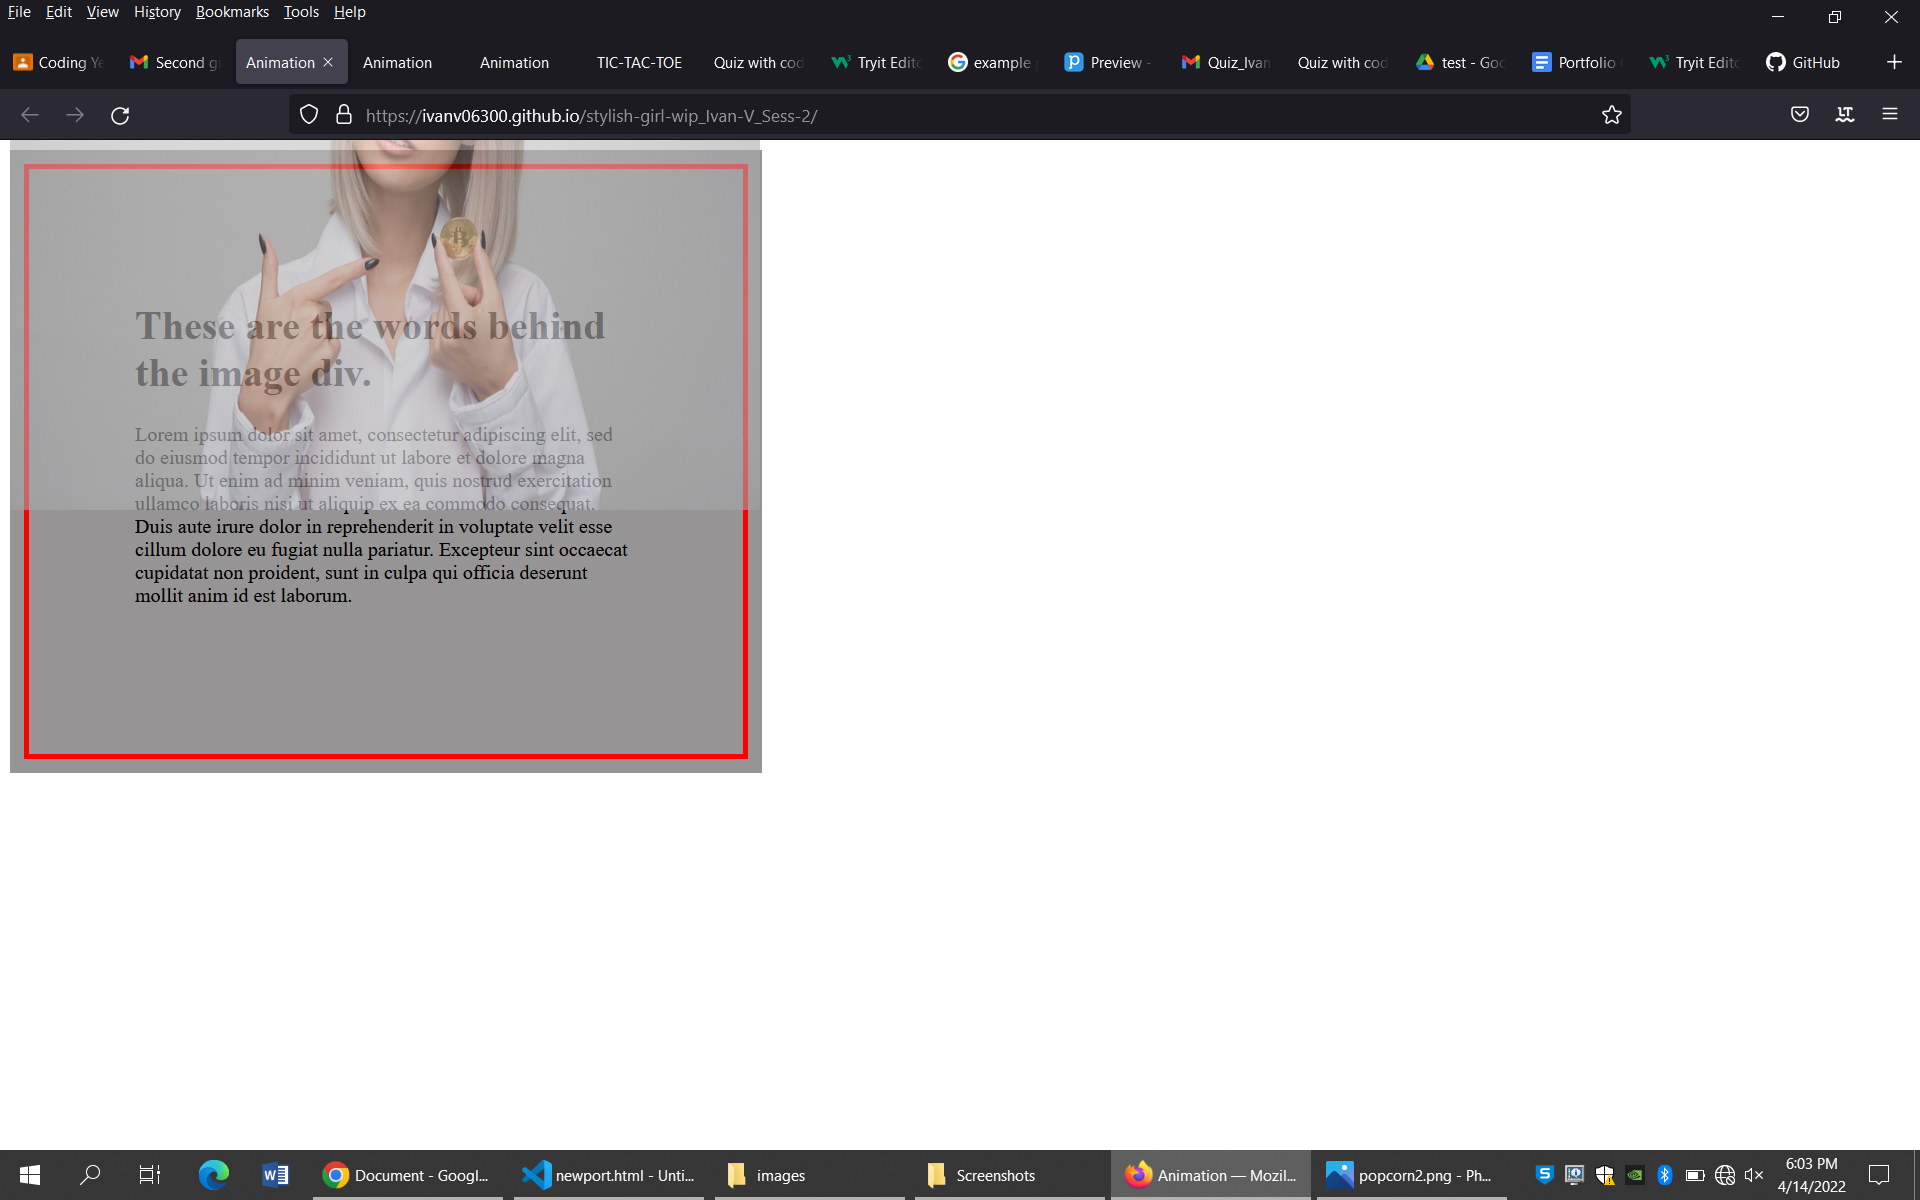 File Edit View History Bookmarks Tools Help
Coding Ye Second gi Animation Animation Animation TIC-TAC-TOE Quiz with cod Tryit Edito example Preview - Quiz_Ivan Quiz with cod test - Goo Portfolio Tryit Edito GitHub
https://ivanv06300.github.io/stylish-girl-wip_Ivan-V_Sess-2/
These are the words behind
the image div.
Lorem ipsum dolor sit amet, consectetur adipiscing elit, sed
do eiusmod tempor incididunt ut labore et dolore magna
aliqua. Ut enim ad minim veniam, quis nostrud exercitation
ullamco laboris nisi ut aliquip ex ea commodo consequat.
Duis aute irure dolor in reprehenderit in voluptate velit esse
cillum dolore eu fugiat nulla pariatur. Excepteur sint occaecat
cupidatat non proident, sunt in culpa qui officia deserunt
mollit anim id est laborum.
Document - Googl... newport.html - Unti... images Screenshots Animation — Mozil... popcorn2.png - Ph... 6:03 PM
4/14/2022